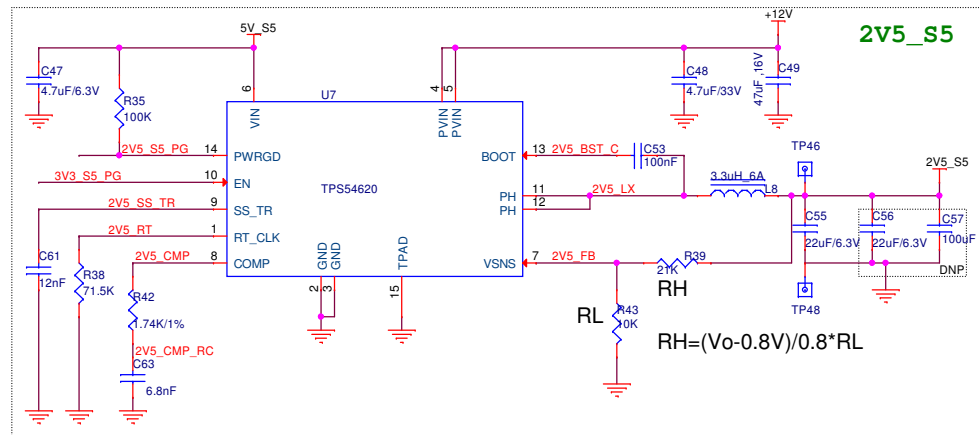 5V_S5
+12V
2V5_S5
C47
4.7uF/6.3V
R35
100K
6
VIN
U7
4
5
PVIN
PVIN
C48
4.7uF/33V
C49
47uF ,16V
2V5_S5_PG
14
PWRGD
BOOT
13
2V5_BST_C
C53
100nF
TP46
3V3_S5_PG
10
EN
TPS54620
2V5_SS_TR
9
SS_TR
PH
11
PH
12
2V5_LX
3.3uH_6A
L8
2V5_S5
C61
12nF
2V5_RT
1
RT_CLK
C55
22uF/6.3V
C56
22uF/6.3V
C57
100uF
DNP
R38
71.5K
2V5_CMP
8
COMP
GND
GND
2
3
TPAD
15
VSNS
7
2V5_FB
R39
21K
RH
TP48
R42
1.74K/1%
RL
R43
10K
RH=(Vo-0.8V)/0.8*RL
2V5_CMP_RC
C63
6.8nF